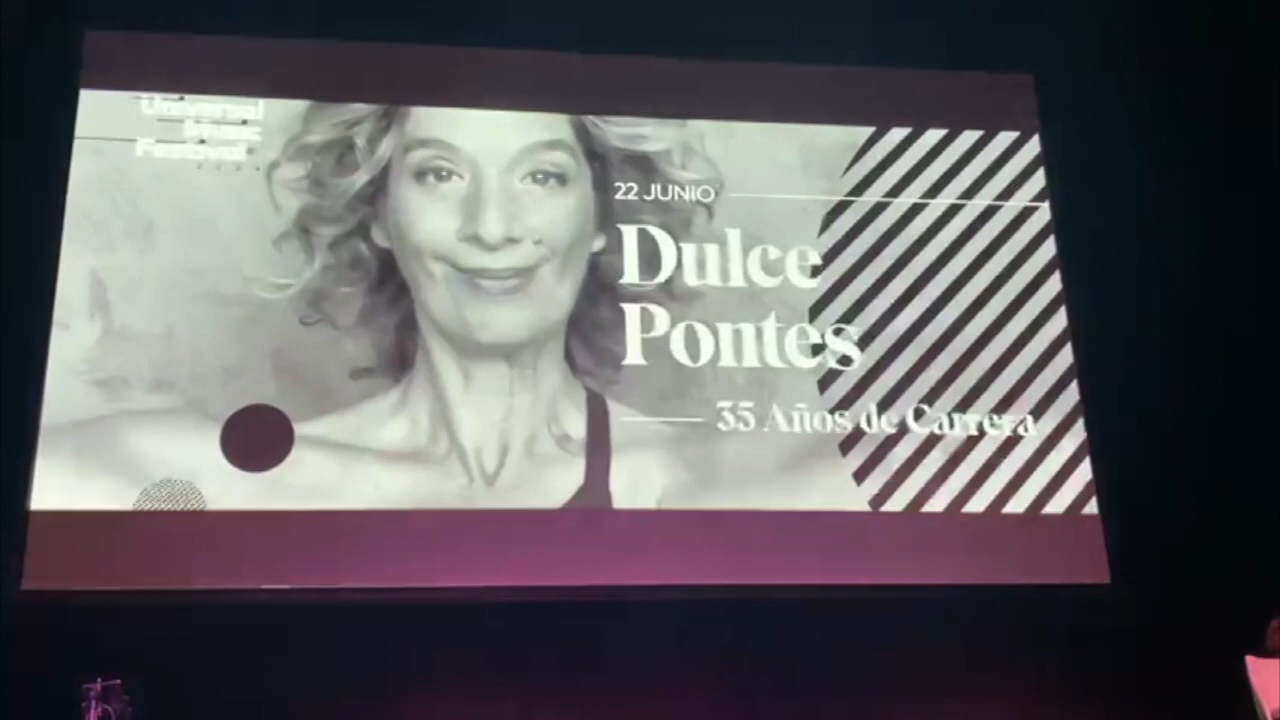 Universal
Music
Festival
22 JUNIO
Dulce
Pontes
35 Años de Carrera